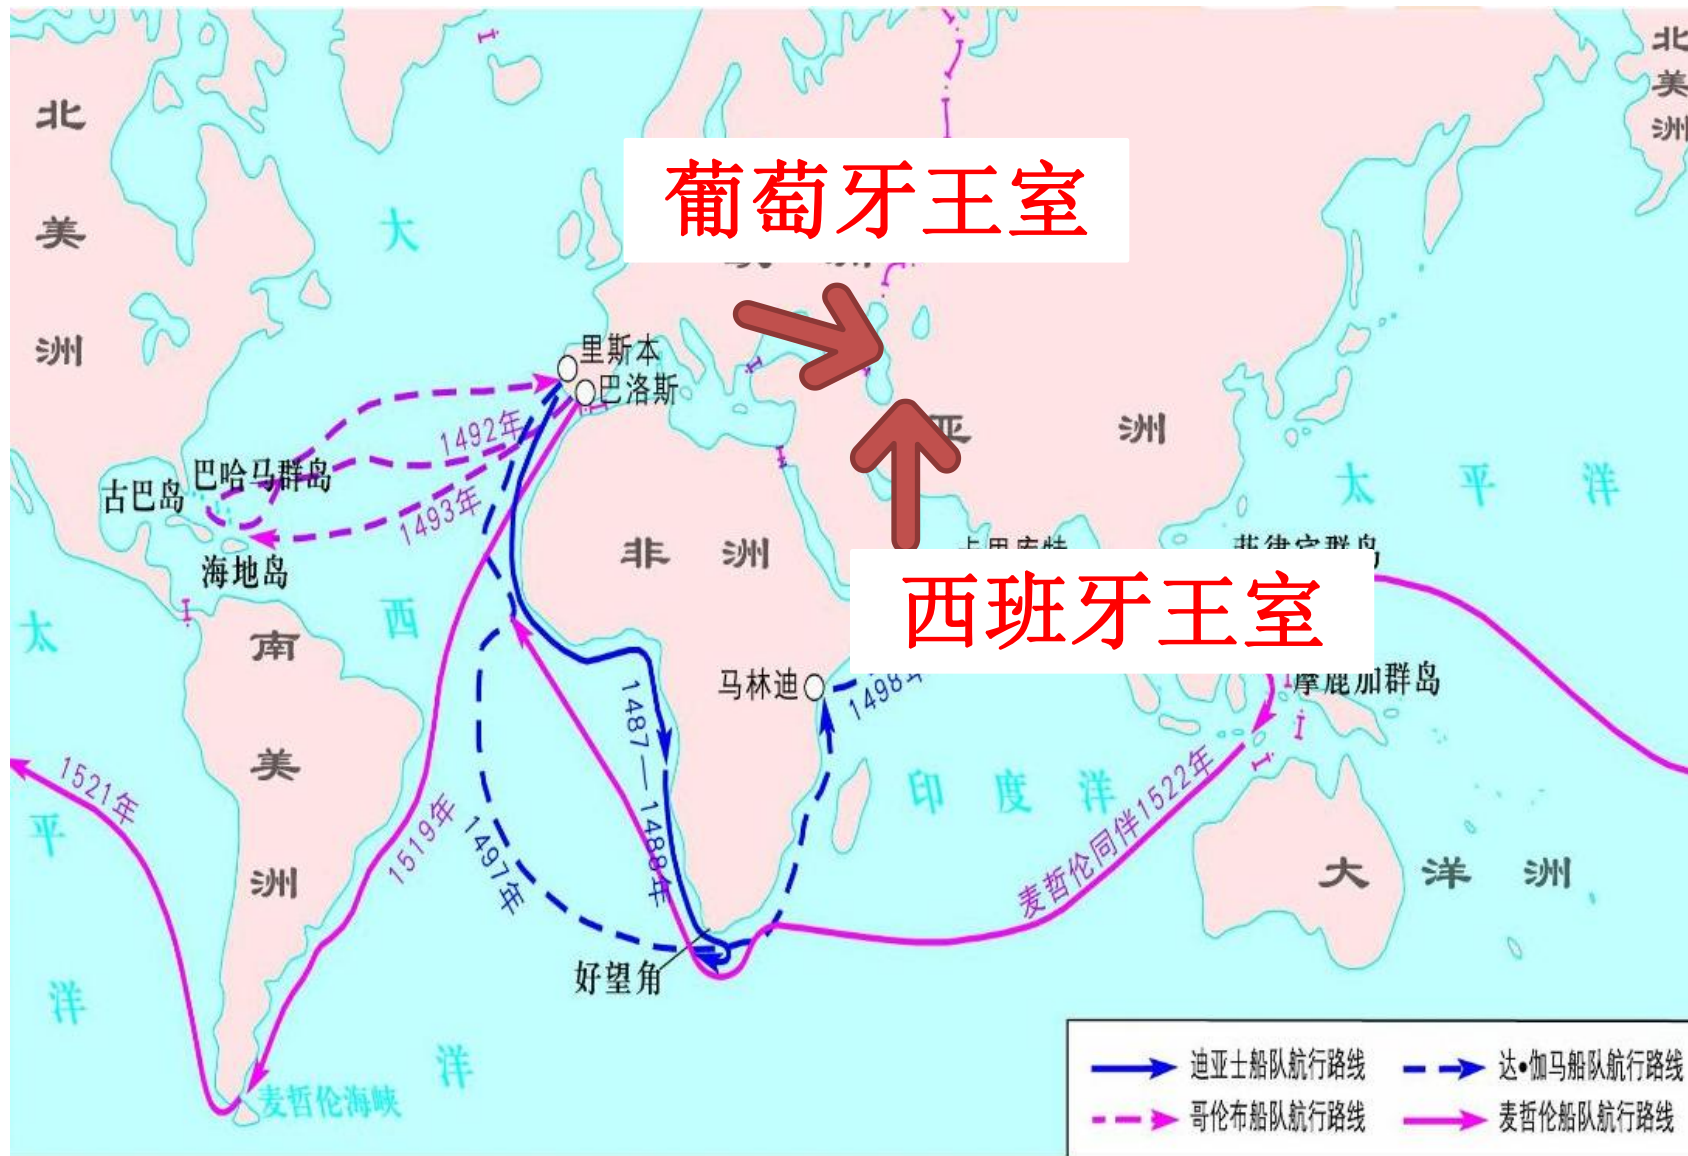 北美洲
北美洲
大
葡萄牙王室
里斯本
巴洛斯
1492年
1493年
巴哈马群岛
古巴岛
海地岛
亚 洲
太 平 洋
非 洲
西班牙王室
太
西
南美洲
马林迪
1498年
摩鹿加群岛
1487—1488年
1521年
平
1519年
1497年
印 度 洋
麦哲伦同伴1522年
大 洋 洲
好望角
洋
洋
麦哲伦海峡
迪亚士船队航行路线
达•伽马船队航行路线
哥伦布船队航行路线
麦哲伦船队航行路线